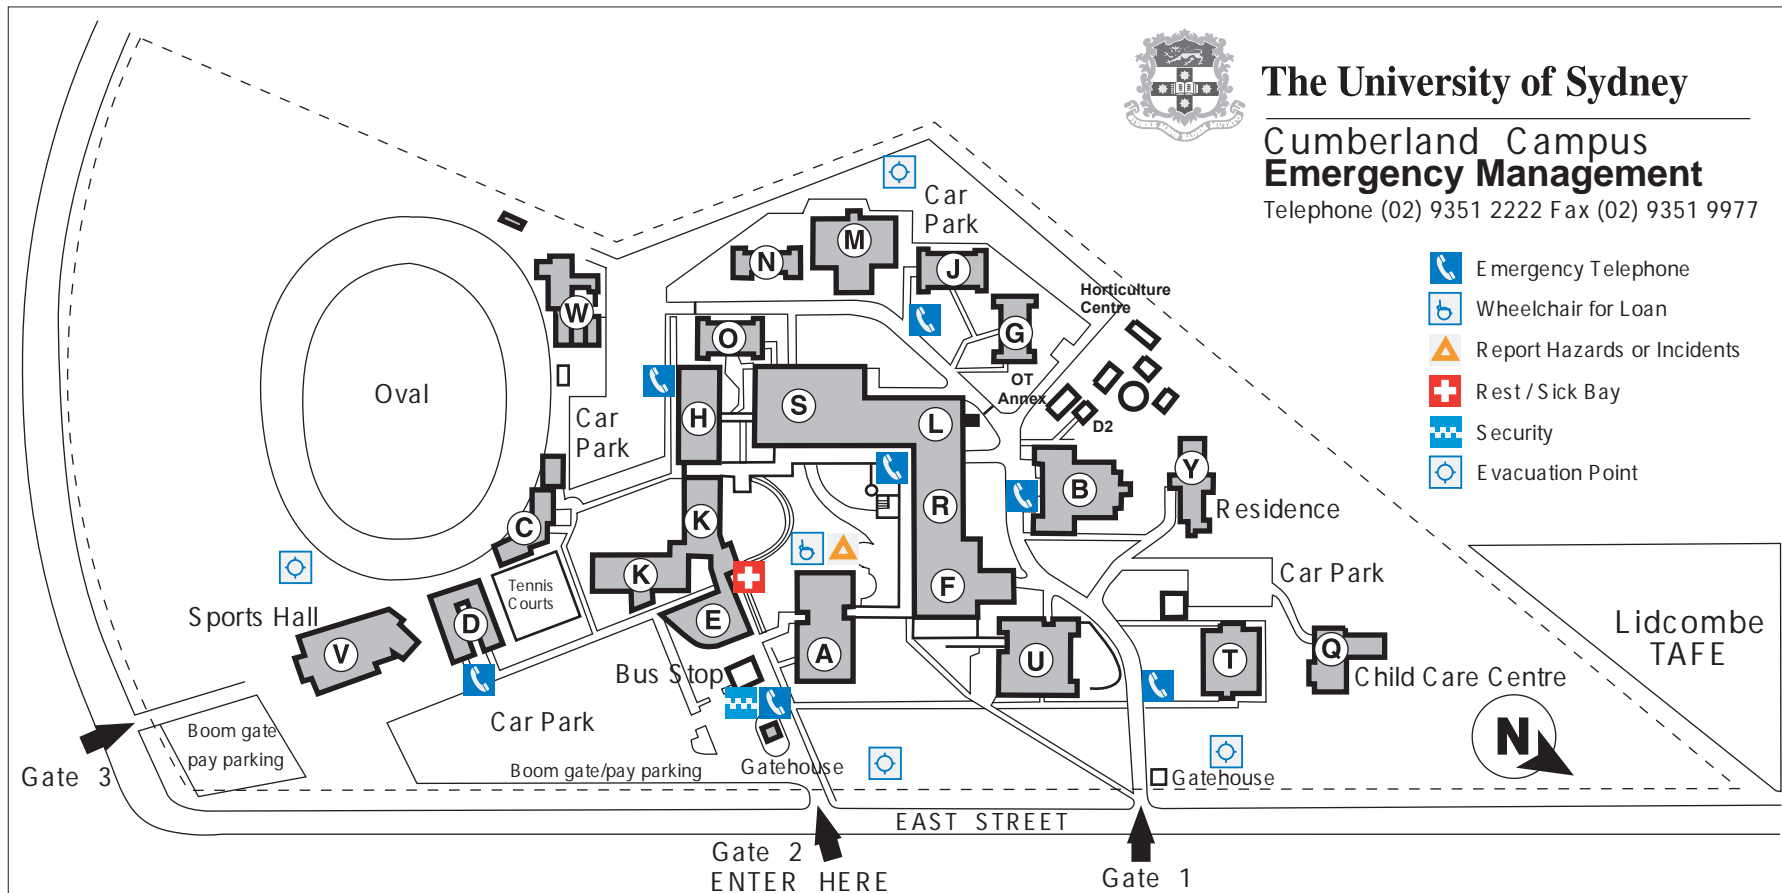 The University of Sydney
Cumberland Campus
Emergency Management
Telephone (02) 9351 2222 Fax (02) 9351 9977
Emergency Telephone
Wheelchair for Loan
Report Hazards or Incidents
Rest / Sick Bay
Security
Evacuation Point
Car
Park
M
N
J
Horticulture
Centre
W
G
O
OT
Annex
Oval
S
H
L
D2
Car
Park
Y
B
R
Residence
K
C
K
F
Car Park
Tennis
Courts
Sports Hall
D
E
V
A
U
T
Q
Lidcombe
TAFE
Bus Stop
Child Care Centre
Car Park
N
Boom gate
pay parking
Gate 3
Boom gate/pay parking
Gatehouse
Gatehouse
EAST STREET
Gate 2
ENTER HERE
Gate 1